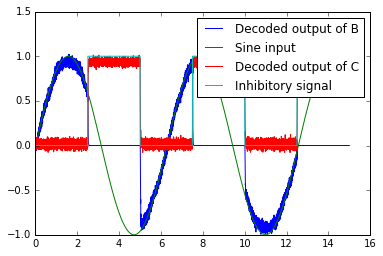 1.5
1.0
0.5
0.0
−0.5
−1.0
0 2 4 6 8 10 12 14 16
Decoded output of B
Sine input
Decoded output of C
Inhibitory signal